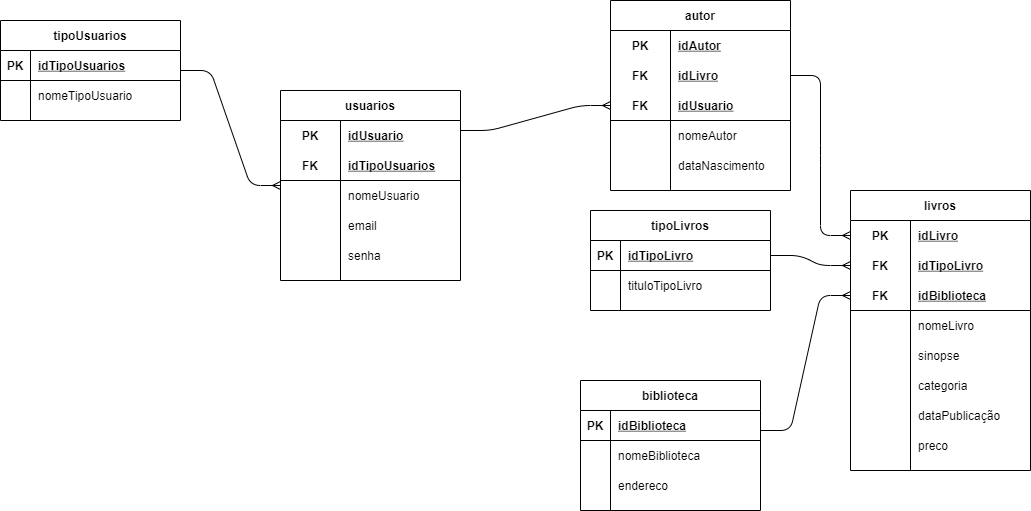 tipoUsuarios
PK idTipoUsuarios
nomeTipoUsuario
usuarios
PK idUsuario
FK idTipoUsuarios
nomeUsuario
email
senha
autor
PK idAutor
FK idLivro
FK idUsuario
nomeAutor
dataNascimento
tipoLivros
PK idTipoLivro
tituloTipoLivro
livros
PK idLivro
FK idTipoLivro
FK idBiblioteca
nomeLivro
sinopse
categoria
dataPublicação
preco
biblioteca
PK idBiblioteca
nomeBiblioteca
endereco